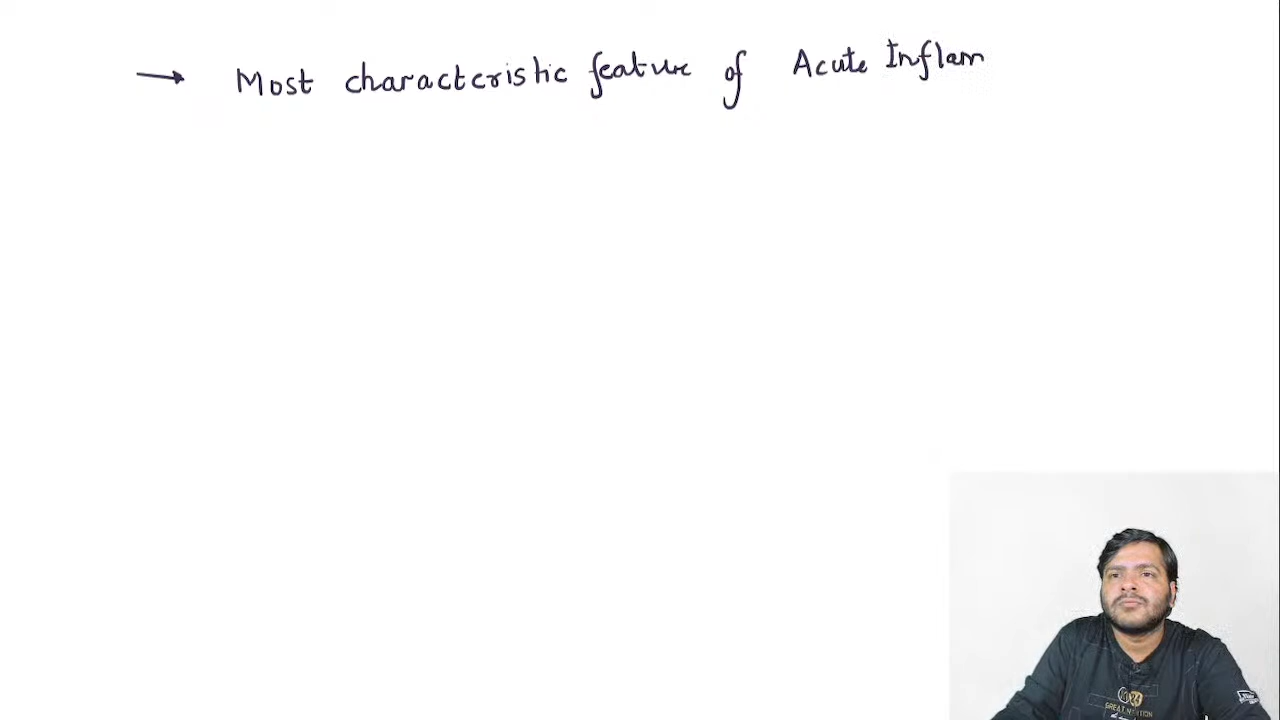 → Most characteristic feature of Acute Inflam